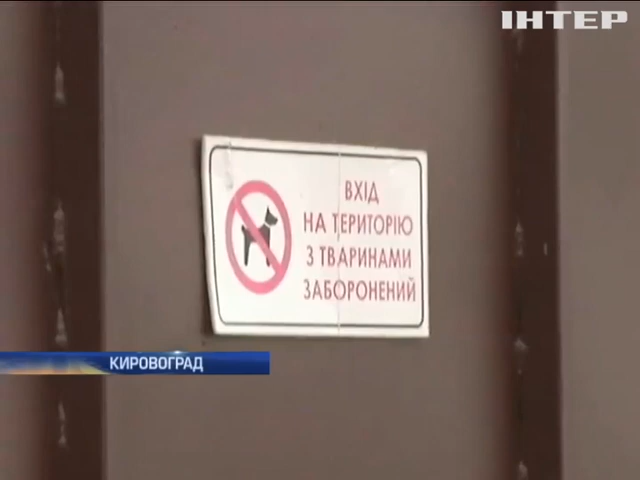 ІНТЕР
ВХІД
НА ТЕРИТОРІЮ
З ТВАРИНАМИ
ЗАБОРОНЕНИЙ
КИРОВОГРАД